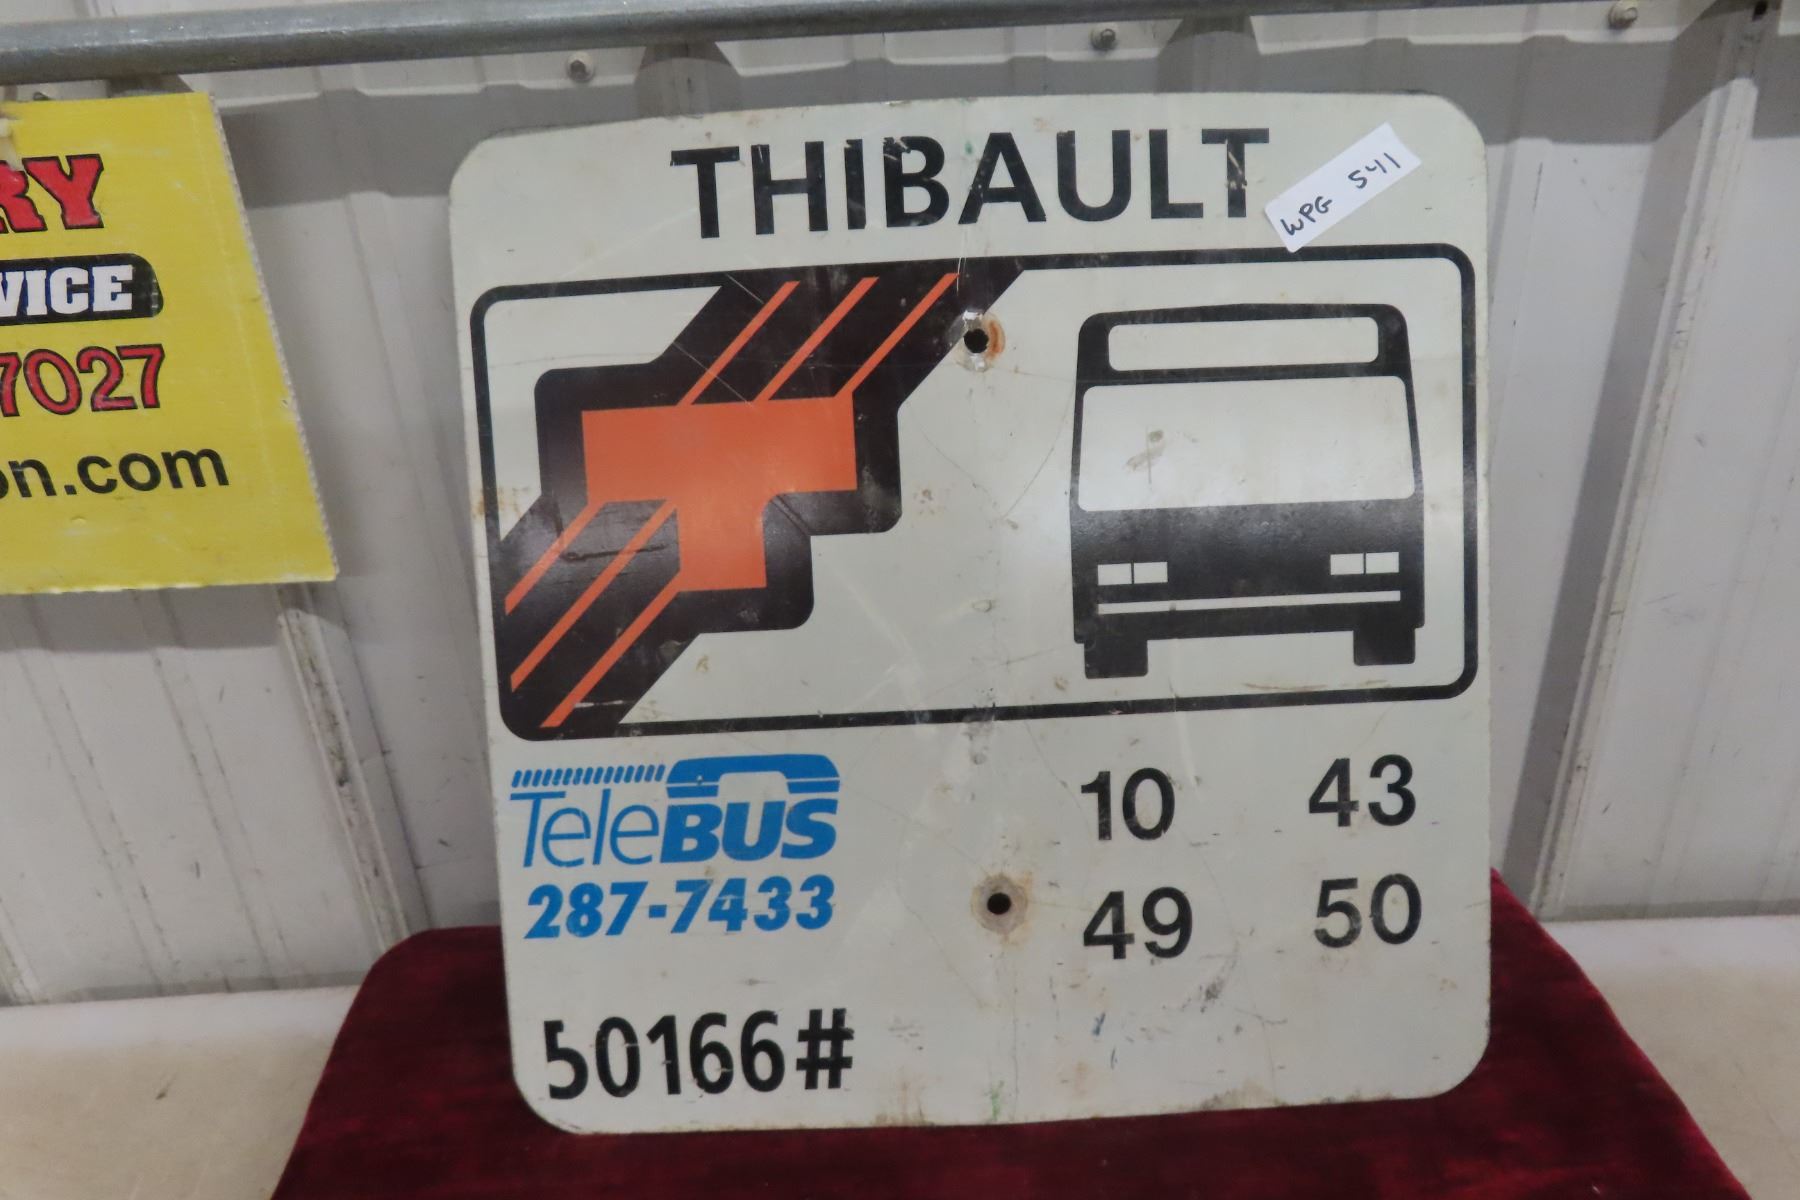 THIBAULT
WPG 541
RY
VICE
7027
on.com
TeleBUS
287-7433
10 43
49 50
50166#